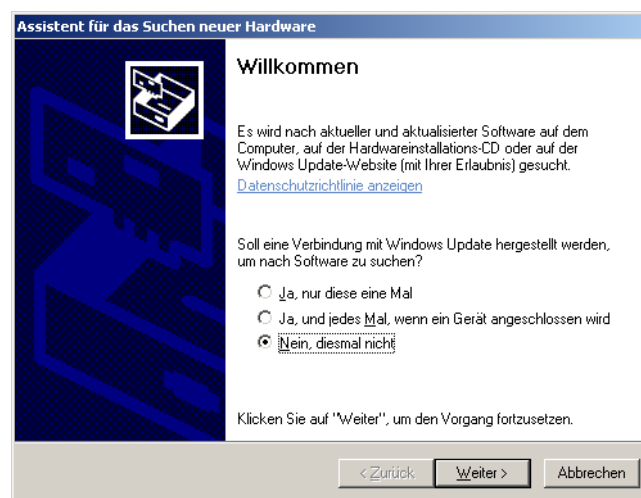 Assistent für das Suchen neuer Hardware
Willkommen
Es wird nach aktueller und aktualisierter Software auf dem
Computer, auf der Hardwareinstallations-CD oder auf der
Windows Update-Website (mit Ihrer Erlaubnis) gesucht.
Datenschutzrichtlinie anzeigen
Soll eine Verbindung mit Windows Update hergestellt werden,
um nach Software zu suchen?
Ja, nur diese eine Mal
Ja, und jedes Mal, wenn ein Gerät angeschlossen wird
Nein, diesmal nicht
Klicken Sie auf "Weiter", um den Vorgang fortzusetzen.
< Zurück Weiter > Abbrechen